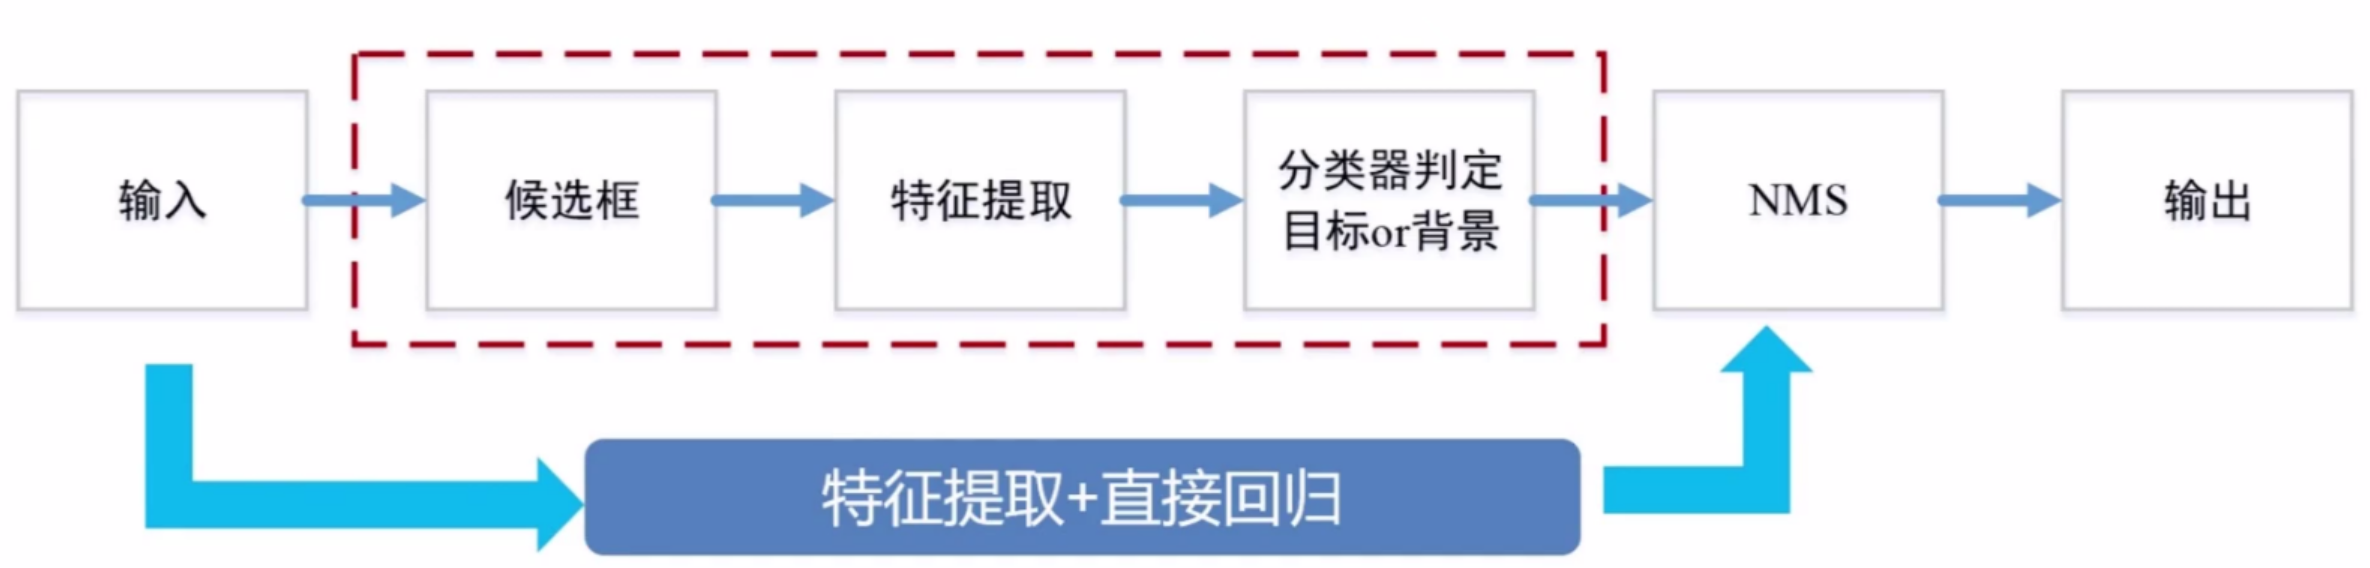 输入
候选框
特征提取
分类器判定
目标or背景
NMS
输出
特征提取+直接回归